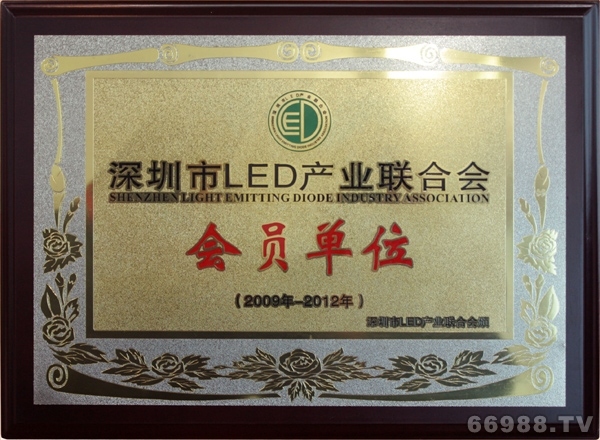 深圳市LED产业联合会
SHENZHEN LIGHT EMITTING DIODE INDUSTRY ASSOCIATION
会员单位
（2009年–2012年）
深圳市LED产业联合会颁
66988.TV